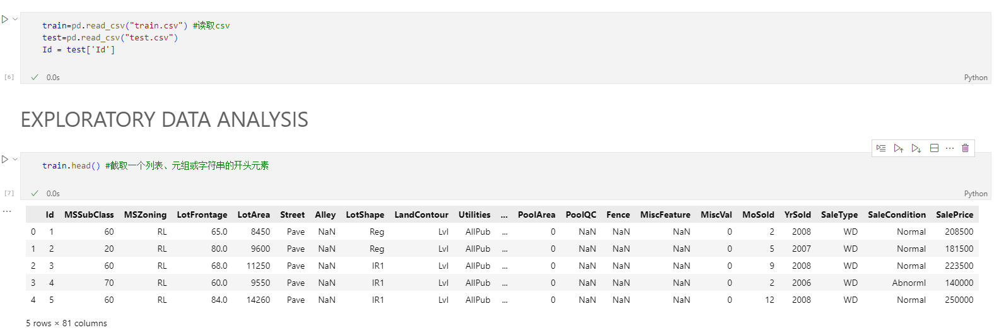 train=pd.read_csv("train.csv") #读取csv
test=pd.read_csv("test.csv")
Id = test['Id']
[6] 0.0s Python
EXPLORATORY DATA ANALYSIS
train.head() #截取一个列表、元组或字符串的开头元素
[7] 0.0s Python
Id MSSubClass MSZoning LotFrontage LotArea Street Alley LotShape LandContour Utilities ... PoolArea PoolQC Fence MiscFeature MiscVal MoSold YrSold SaleType SaleCondition SalePrice
0 1 60 RL 65.0 8450 Pave NaN Reg Lvl AllPub ... 0 NaN NaN NaN 0 2 2008 WD Normal 208500
1 2 20 RL 80.0 9600 Pave NaN Reg Lvl AllPub ... 0 NaN NaN NaN 0 5 2007 WD Normal 181500
2 3 60 RL 68.0 11250 Pave NaN IR1 Lvl AllPub ... 0 NaN NaN NaN 0 9 2008 WD Normal 223500
3 4 70 RL 60.0 9550 Pave NaN IR1 Lvl AllPub ... 0 NaN NaN NaN 0 2 2006 WD Abnorml 140000
4 5 60 RL 84.0 14260 Pave NaN IR1 Lvl AllPub ... 0 NaN NaN NaN 0 12 2008 WD Normal 250000
5 rows × 81 columns